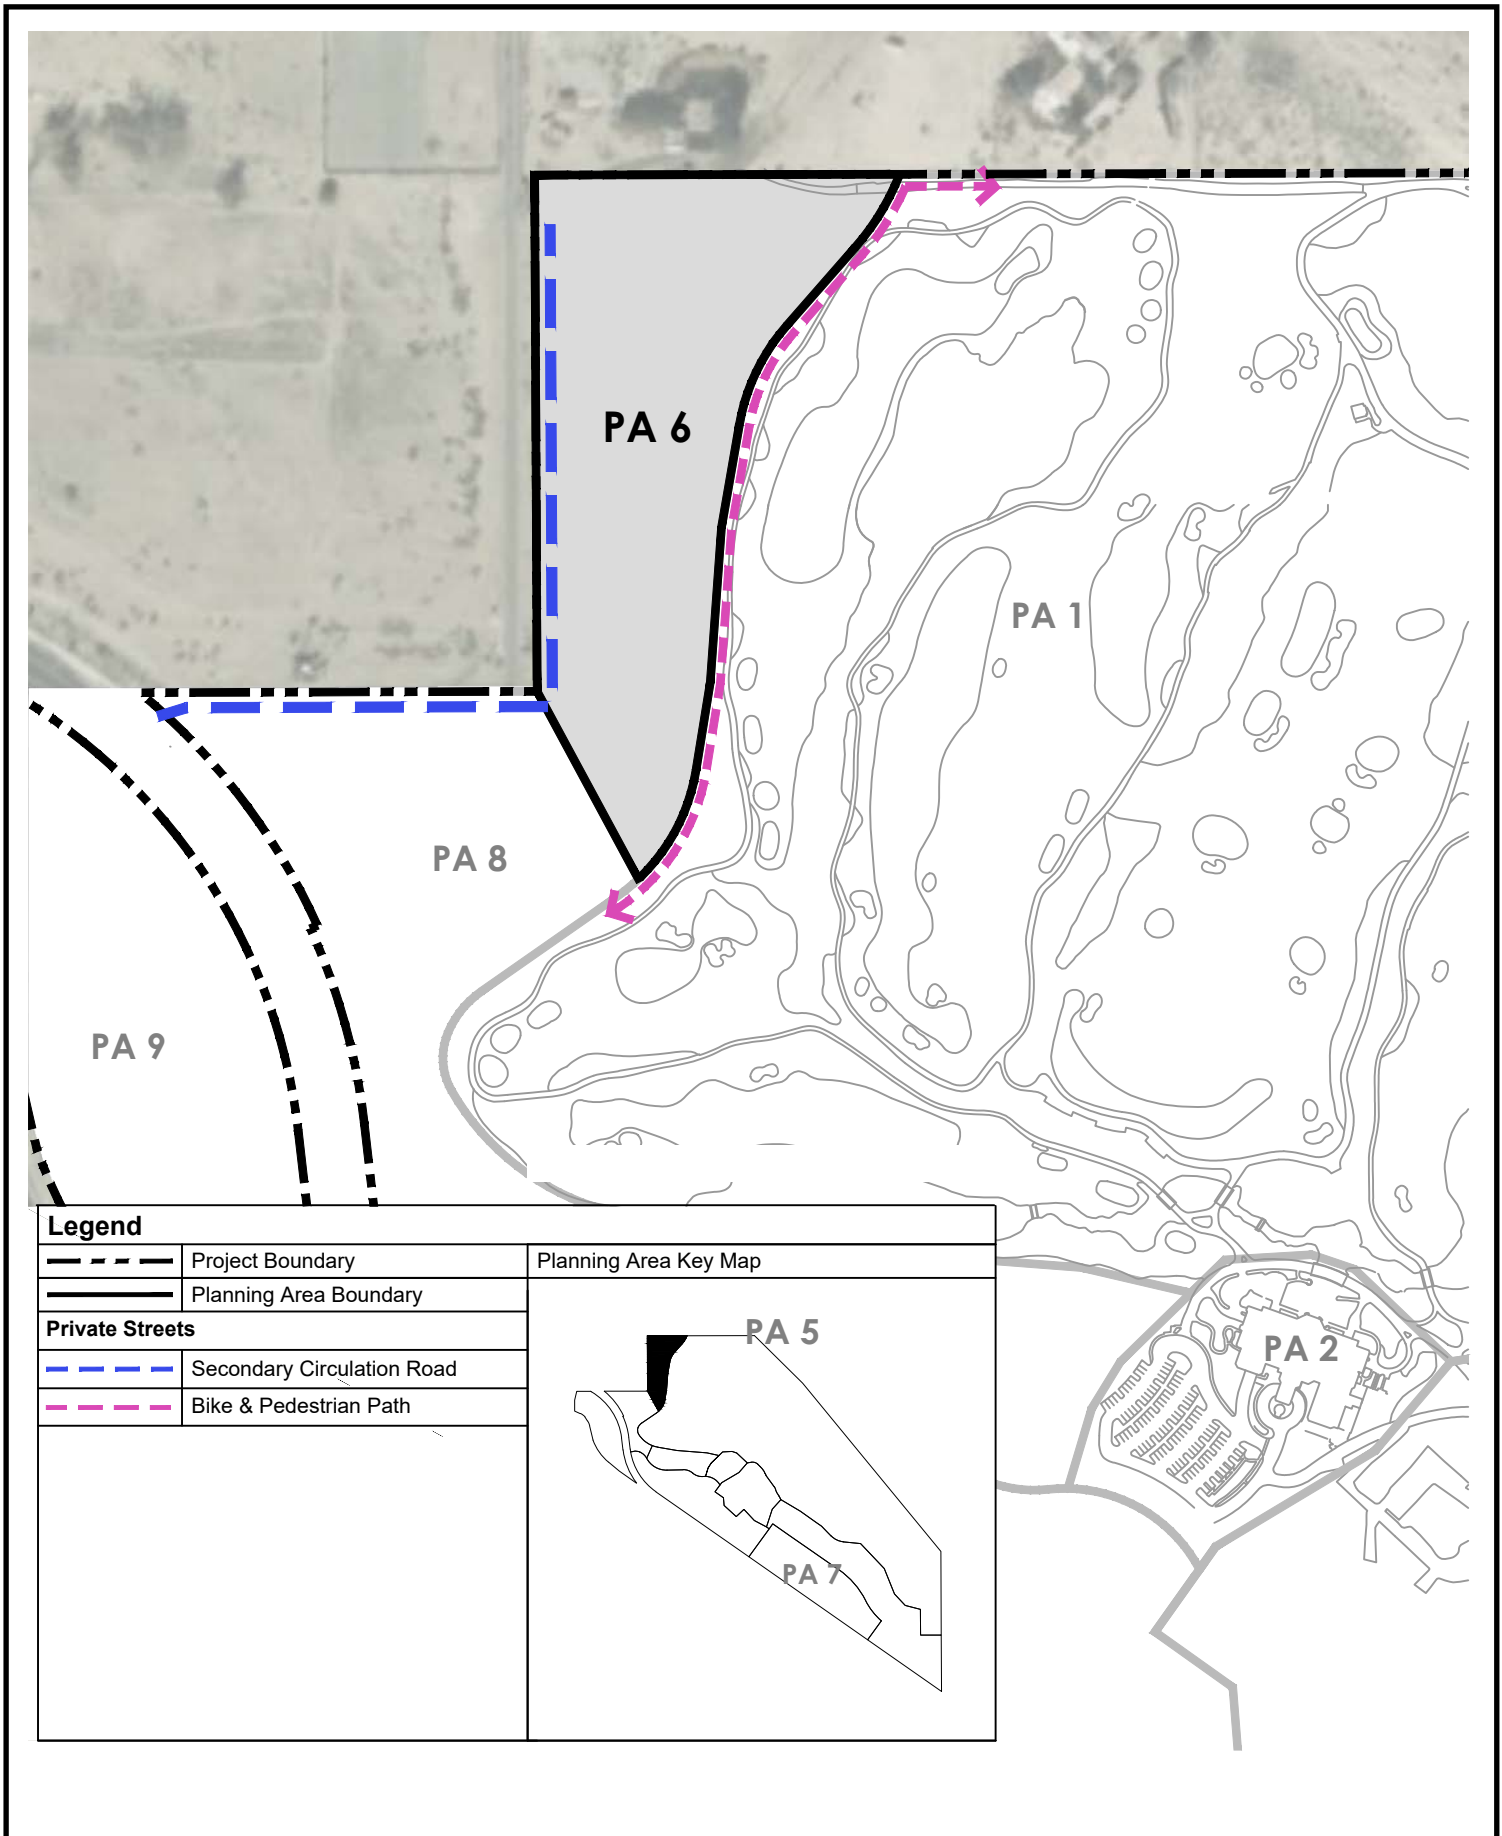 PA 6
PA 1
PA 8
PA 9
Legend
Project Boundary
Planning Area Key Map
Planning Area Boundary
PA 5
Private Streets
PA 2
Secondary Circulation Road
Bike & Pedestrian Path
PA 7